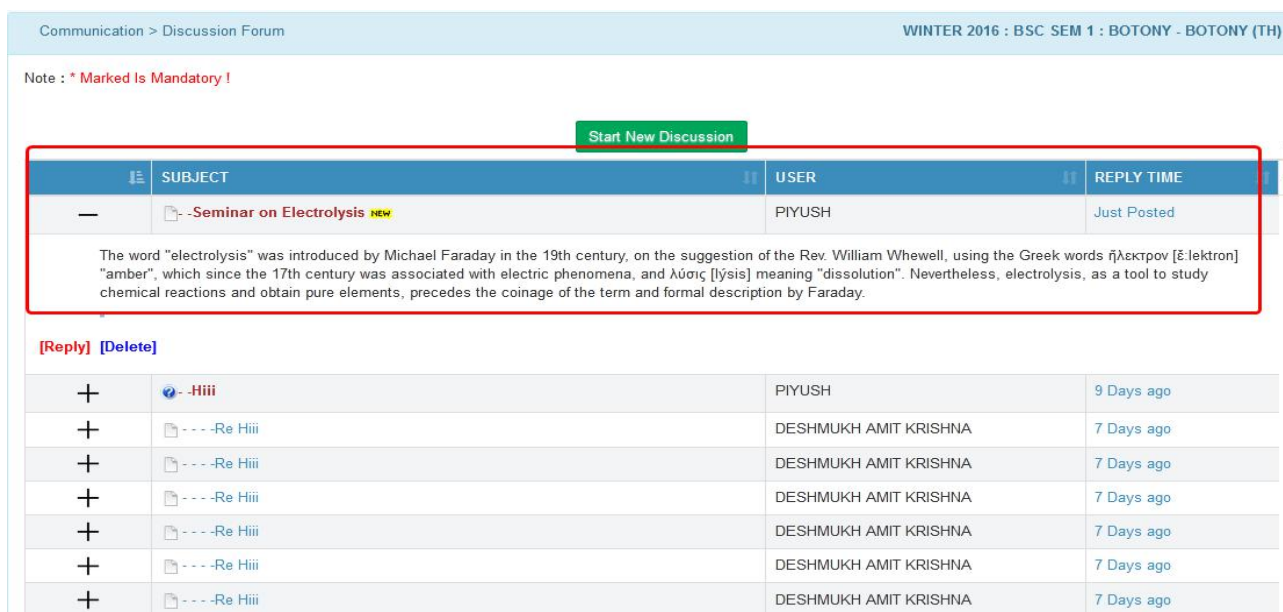 Communication > Discussion Forum WINTER 2016 : BSC SEM 1 : BOTONY - BOTONY (TH)
Note : * Marked Is Mandatory !
Start New Discussion
SUBJECT USER REPLY TIME
- -Seminar on Electrolysis NEW PIYUSH Just Posted
The word "electrolysis" was introduced by Michael Faraday in the 19th century, on the suggestion of the Rev. William Whewell, using the Greek words ἤλεκτρον [ɛ̌ːlektron]
"amber", which since the 17th century was associated with electric phenomena, and λύσις [lýsis] meaning "dissolution". Nevertheless, electrolysis, as a tool to study
chemical reactions and obtain pure elements, precedes the coinage of the term and formal description by Faraday.
[Reply] [Delete]
- -Hiii PIYUSH 9 Days ago
- - - -Re Hiii DESHMUKH AMIT KRISHNA 7 Days ago
- - - -Re Hiii DESHMUKH AMIT KRISHNA 7 Days ago
- - - -Re Hiii DESHMUKH AMIT KRISHNA 7 Days ago
- - - -Re Hiii DESHMUKH AMIT KRISHNA 7 Days ago
- - - -Re Hiii DESHMUKH AMIT KRISHNA 7 Days ago
- - - -Re Hiii DESHMUKH AMIT KRISHNA 7 Days ago